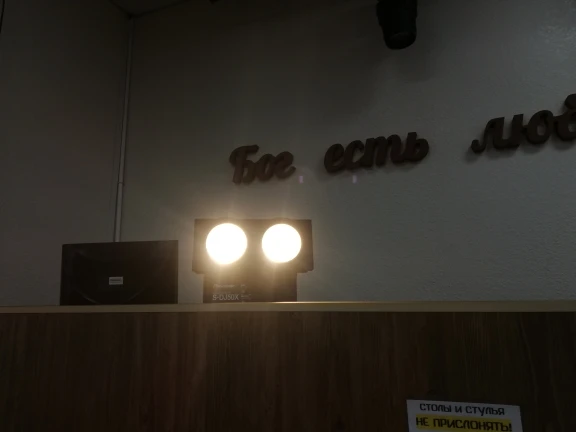 Бог есть люб
СТОЛЫ И СТУЛЬЯ
НЕ ПРИСЛОНЯТЬ!